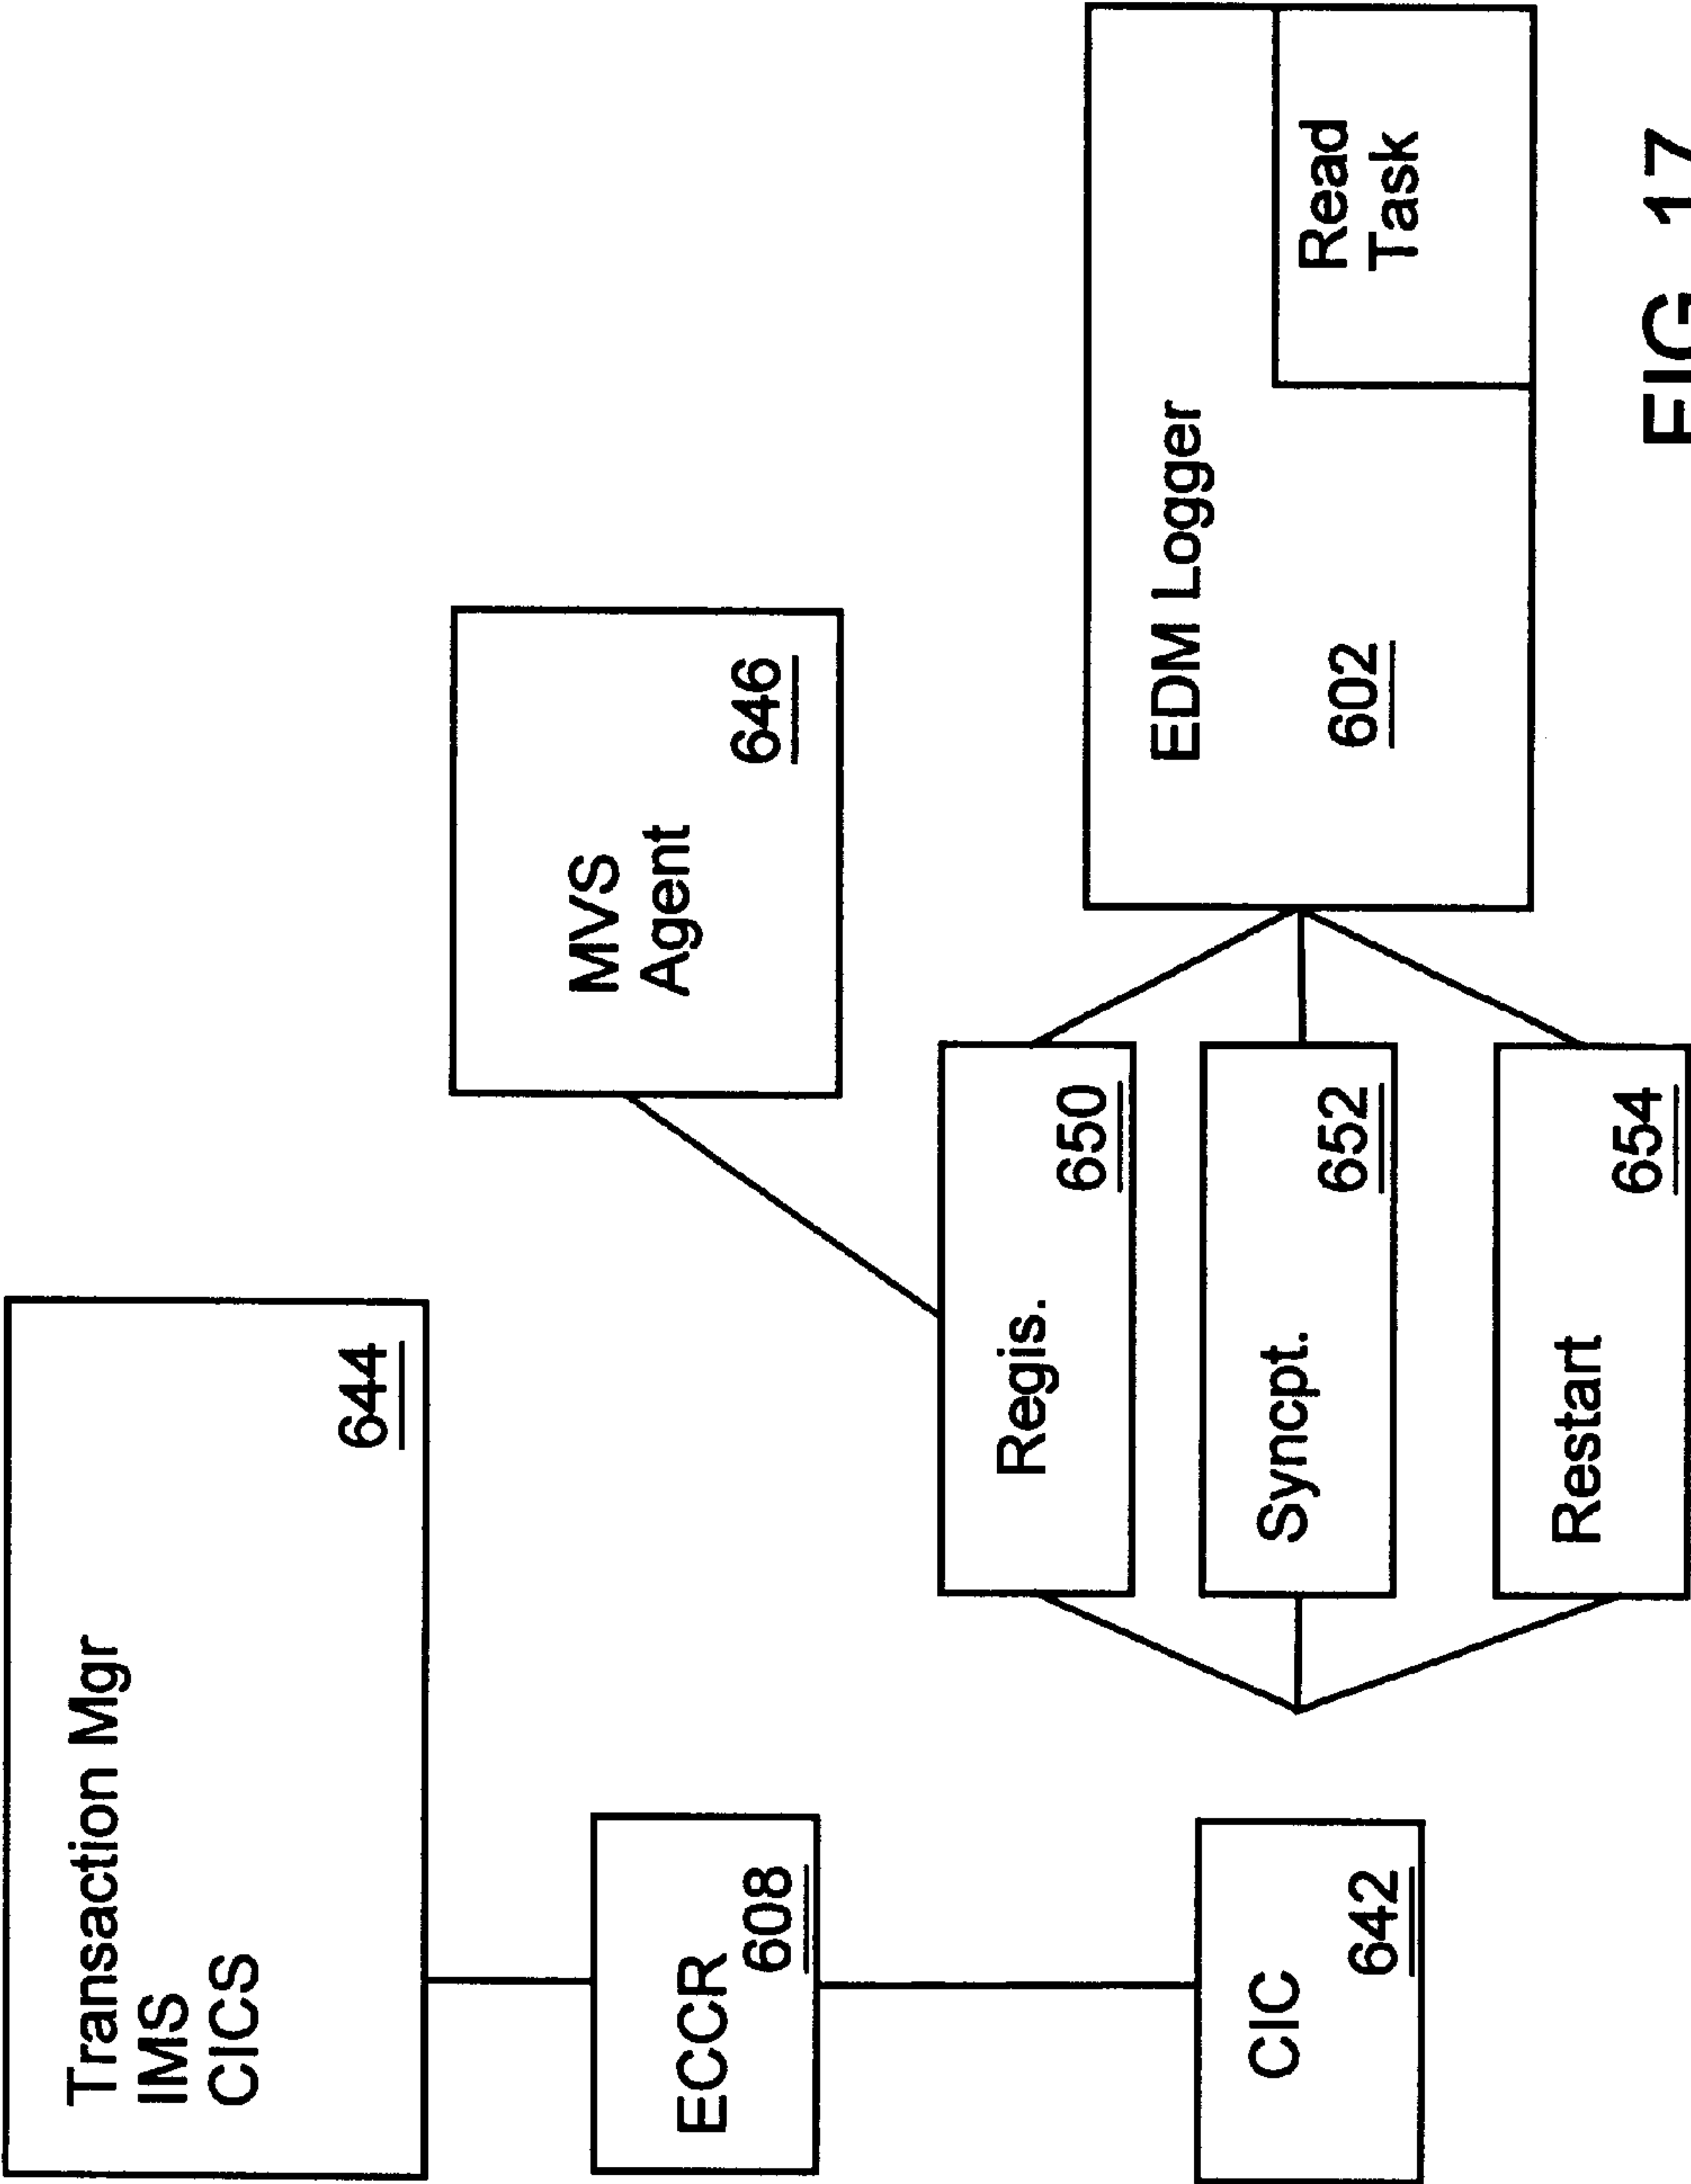 Transaction Mgr
IMS
CICS
644
ECCR
608
CIC
642
MVS
Agent
646
Regis.
650
Syncpt.
652
Restart
654
EDM Logger
602
Read
Task
FIG 17